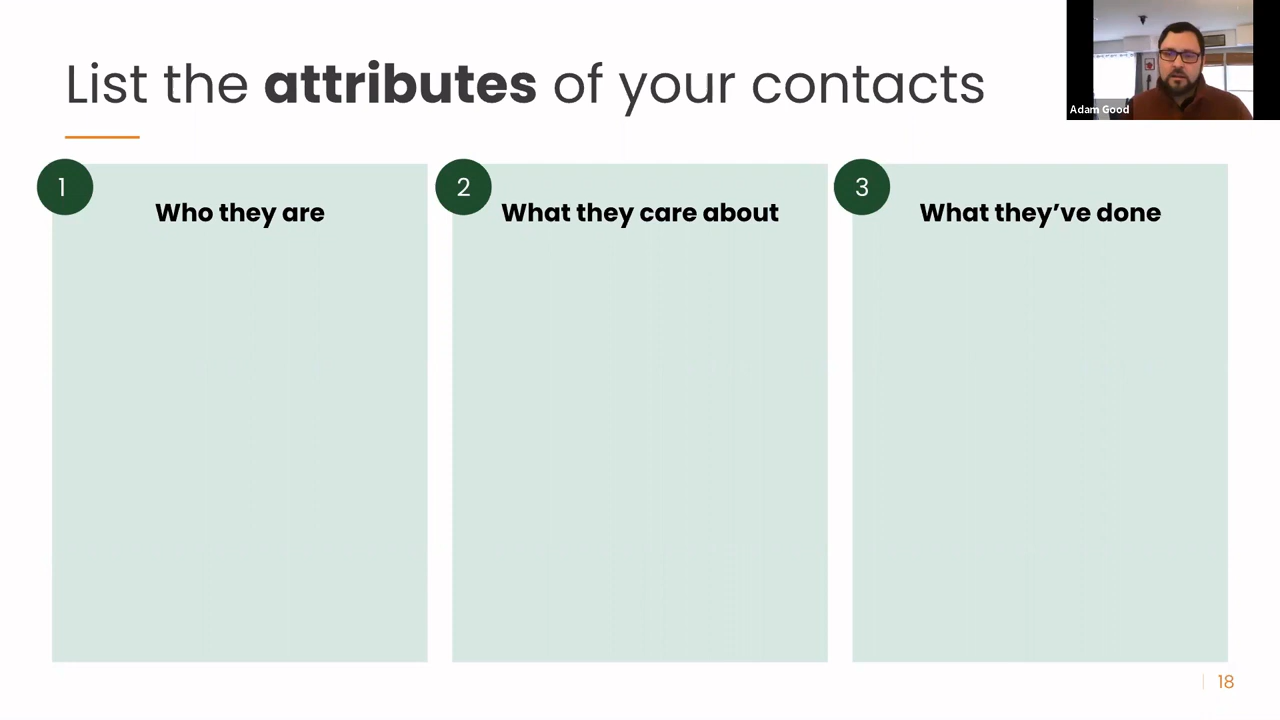 List the attributes of your contacts
Adam Good
1
Who they are
2
What they care about
3
What they’ve done
18